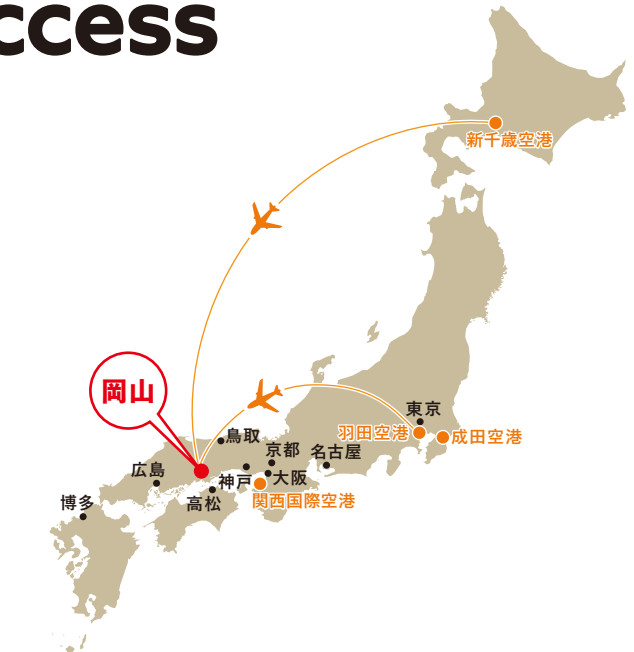 ccess
新千歳空港
岡山
東京
羽田空港
成田空港
鳥取
京都
名古屋
広島
神戸
大阪
博多
高松
関西国際空港